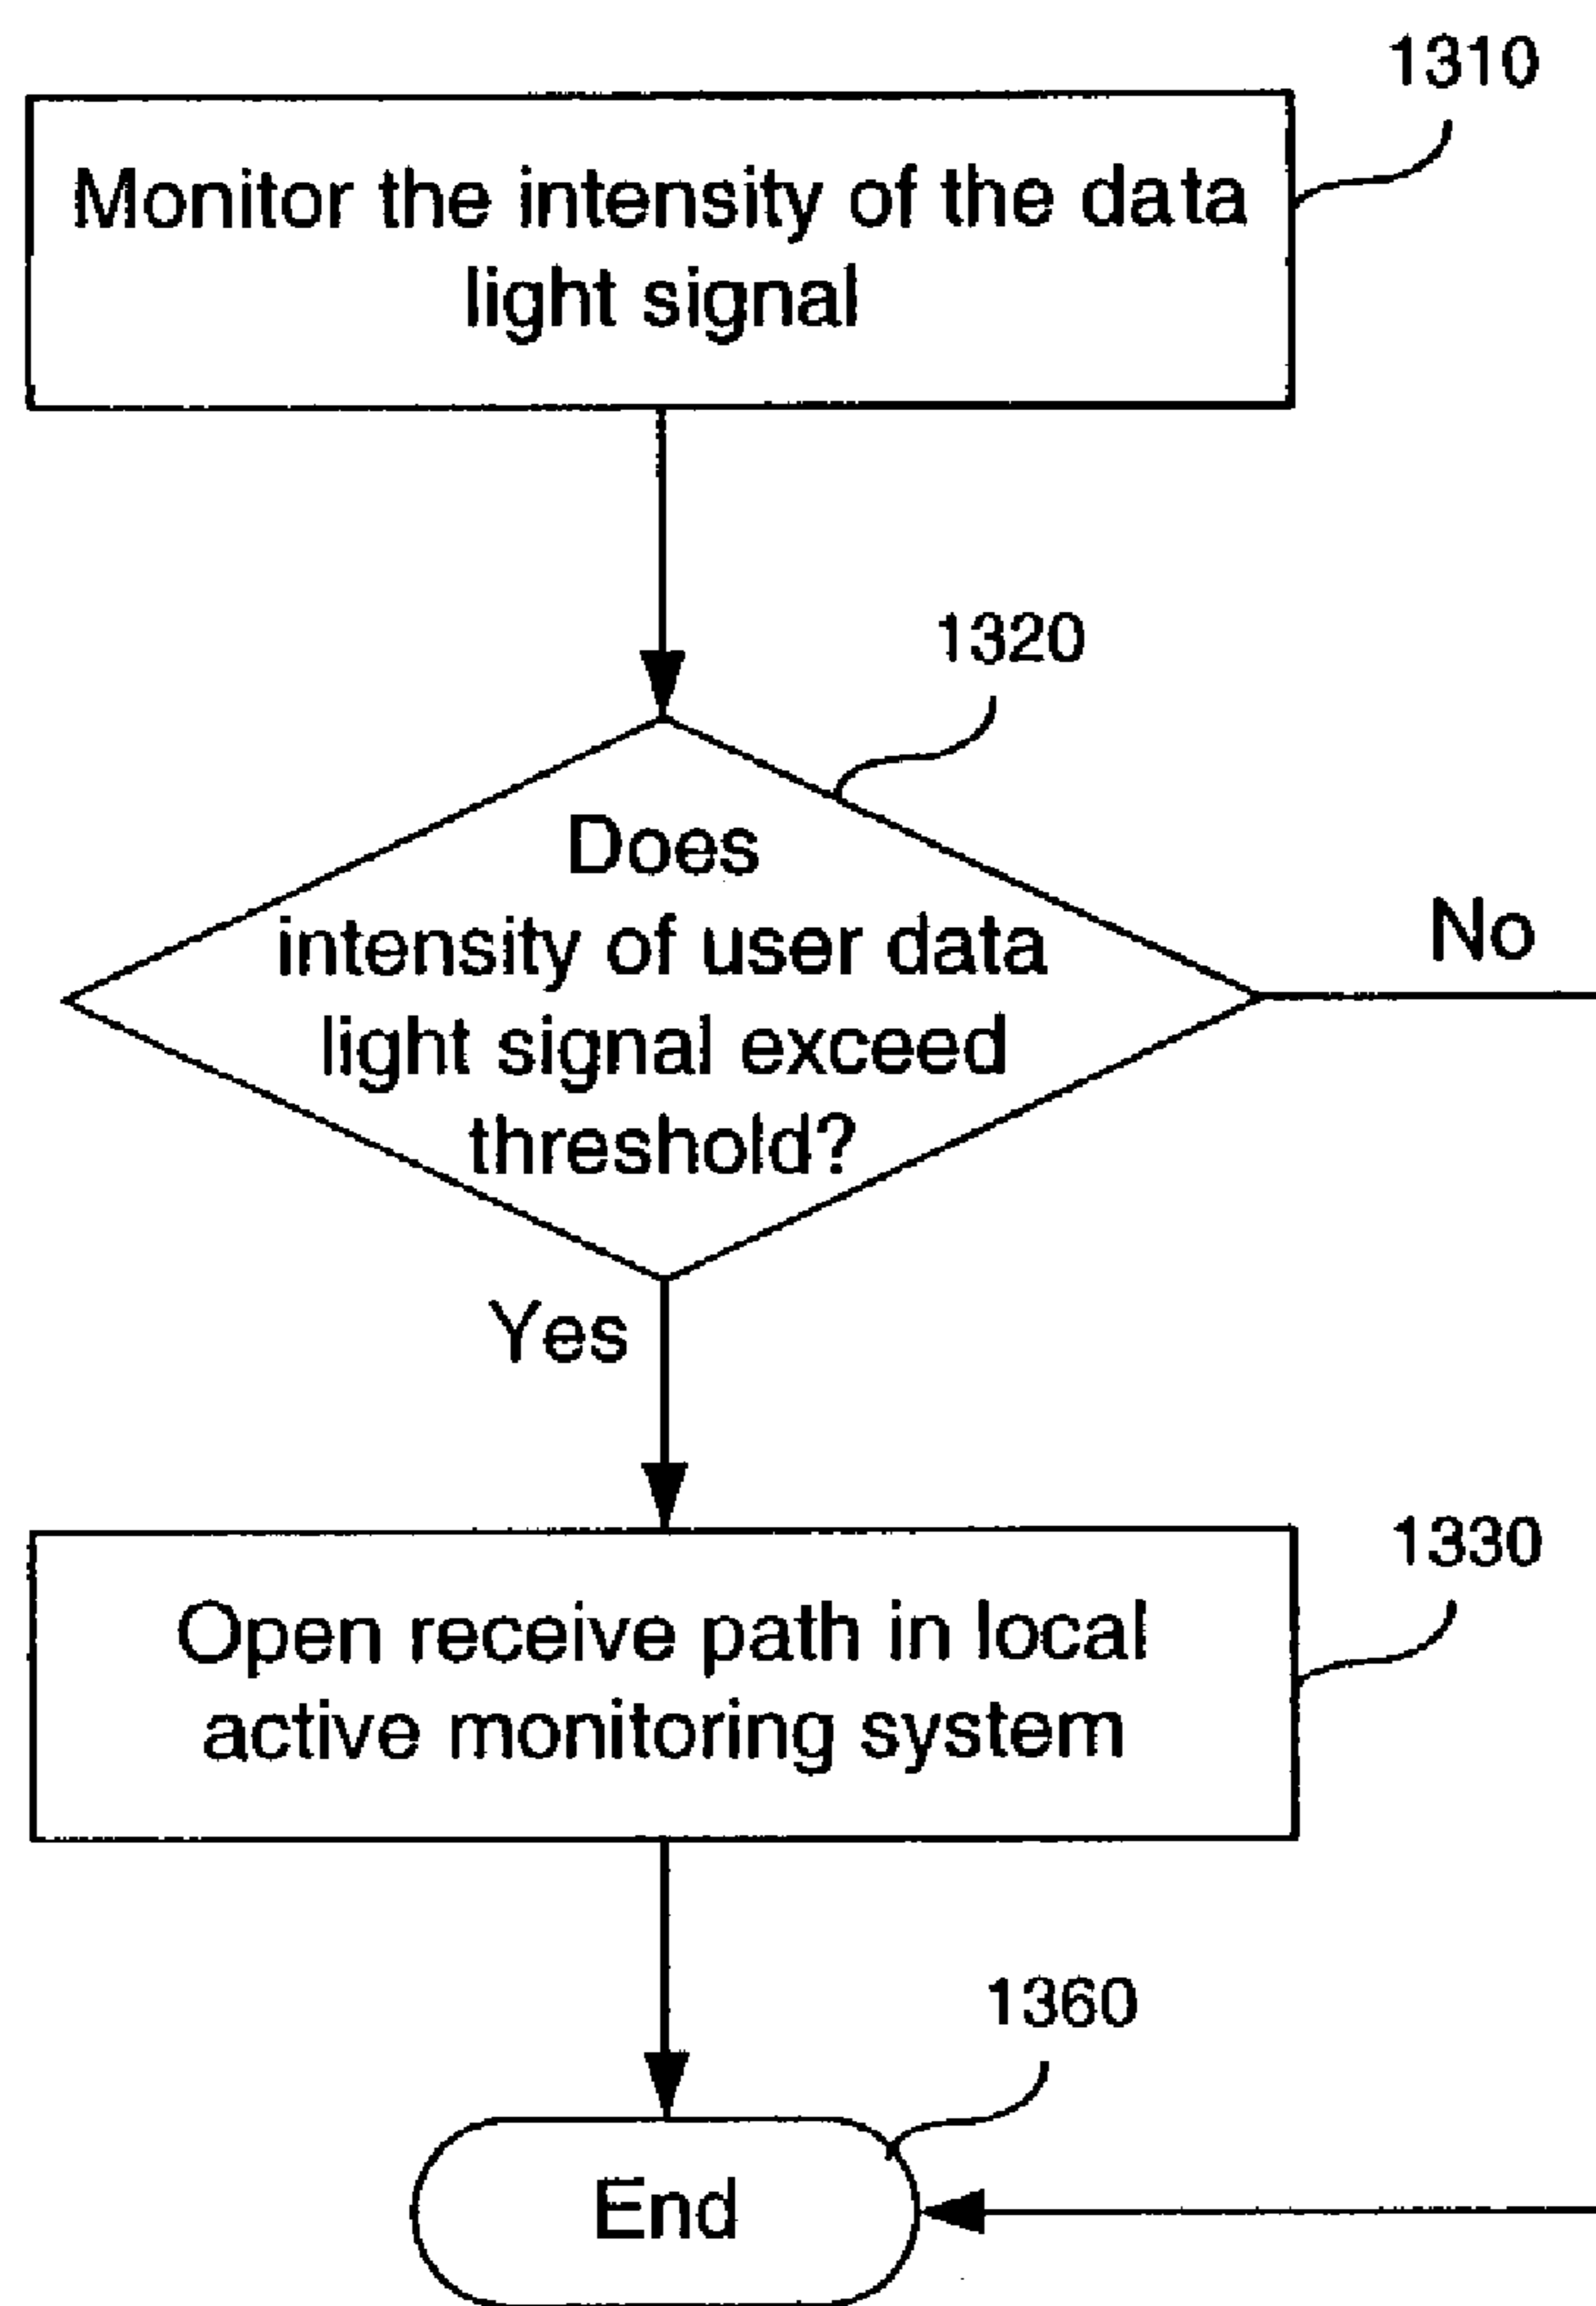 1310
Monitor the intensity of the data
light signal
1320
Does
intensity of user data
light signal exceed
threshold?
No
Yes
1330
Open receive path in local
active monitoring system
1360
End